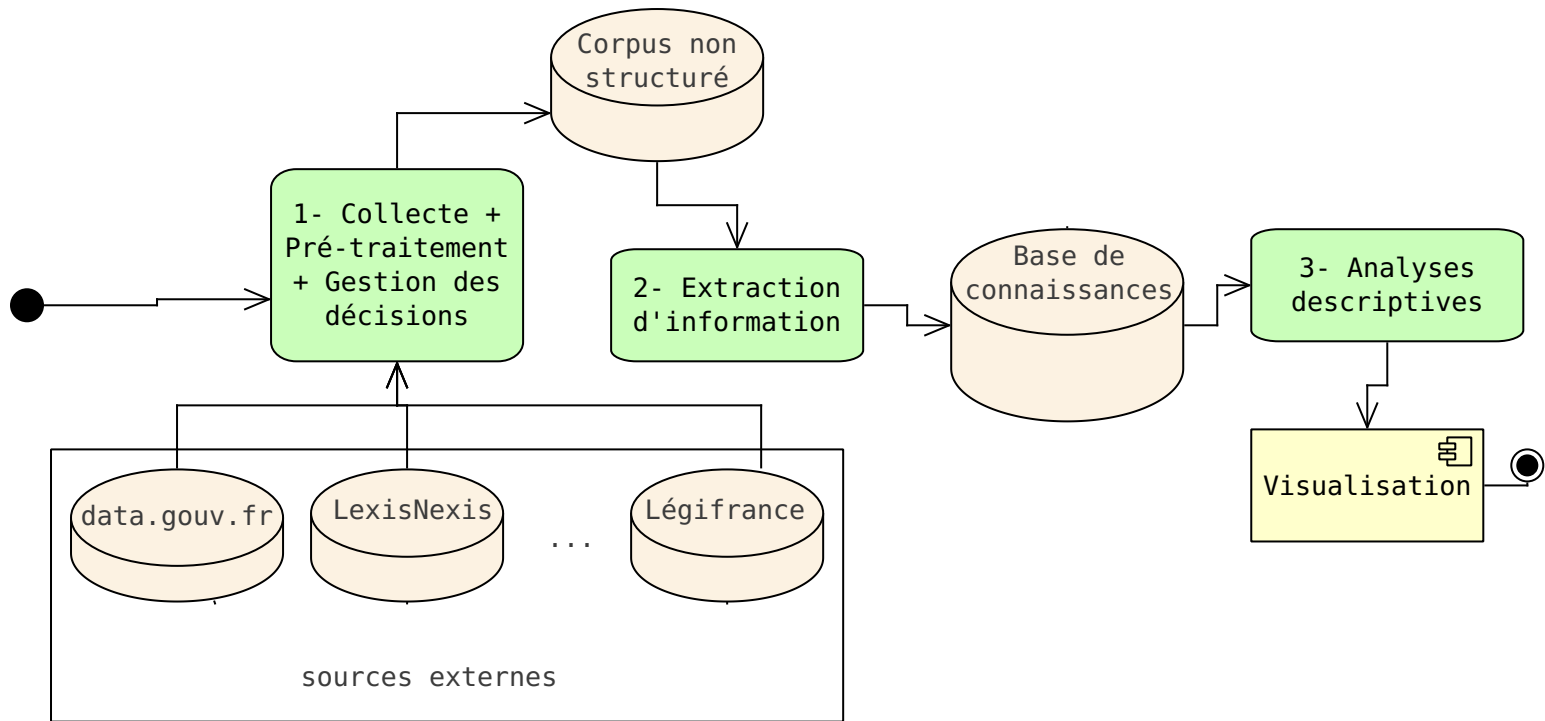 Corpus non
structuré
1- Collecte +
Pré-traitement
+ Gestion des
décisions
2- Extraction
d'information
Base de
connaissances
3- Analyses
descriptives
Visualisation
data.gouv.fr
LexisNexis
...
Légifrance
sources externes